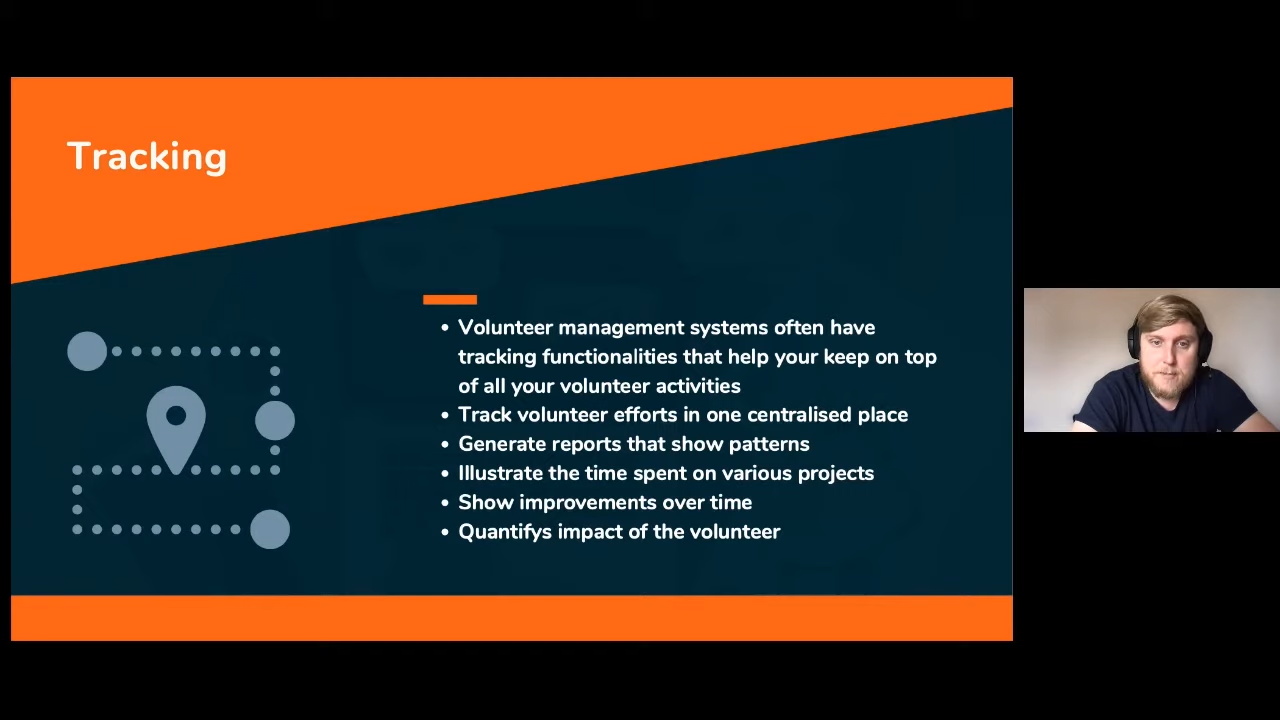 Tracking
• Volunteer management systems often have
tracking functionalities that help your keep on top
of all your volunteer activities
• Track volunteer efforts in one centralised place
• Generate reports that show patterns
• Illustrate the time spent on various projects
• Show improvements over time
• Quantifys impact of the volunteer